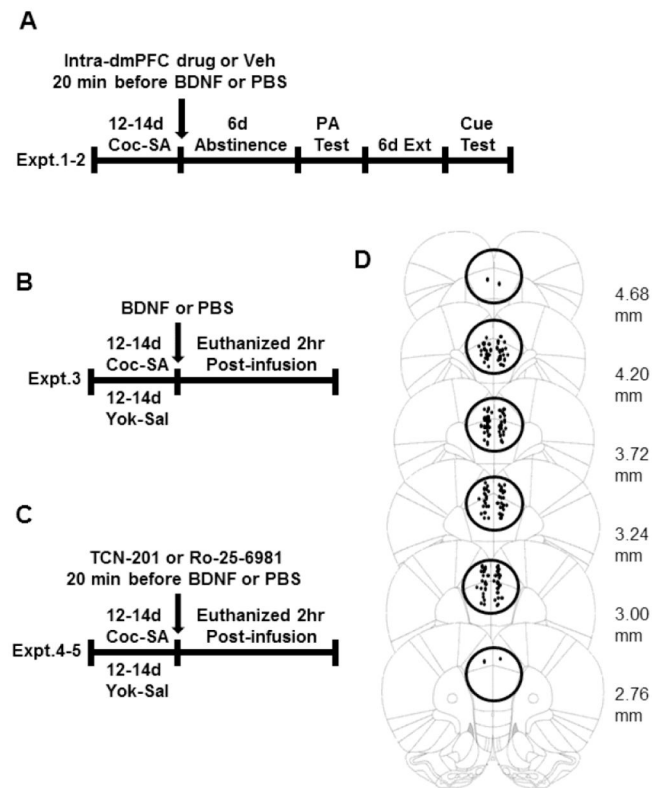 A
Intra-dmPFC drug or Veh
20 min before BDNF or PBS
12-14d
Coc-SA
6d
Abstinence
PA
Test
6d Ext
Cue
Test
Expt.1-2
B
BDNF or PBS
12-14d
Coc-SA
Euthanized 2hr
Post-infusion
Expt.3
12-14d
Yok-Sal
C
TCN-201 or Ro-25-6981
20 min before BDNF or PBS
12-14d
Coc-SA
Euthanized 2hr
Post-infusion
Expt.4-5
12-14d
Yok-Sal
D
4.68
mm
4.20
mm
3.72
mm
3.24
mm
3.00
mm
2.76
mm